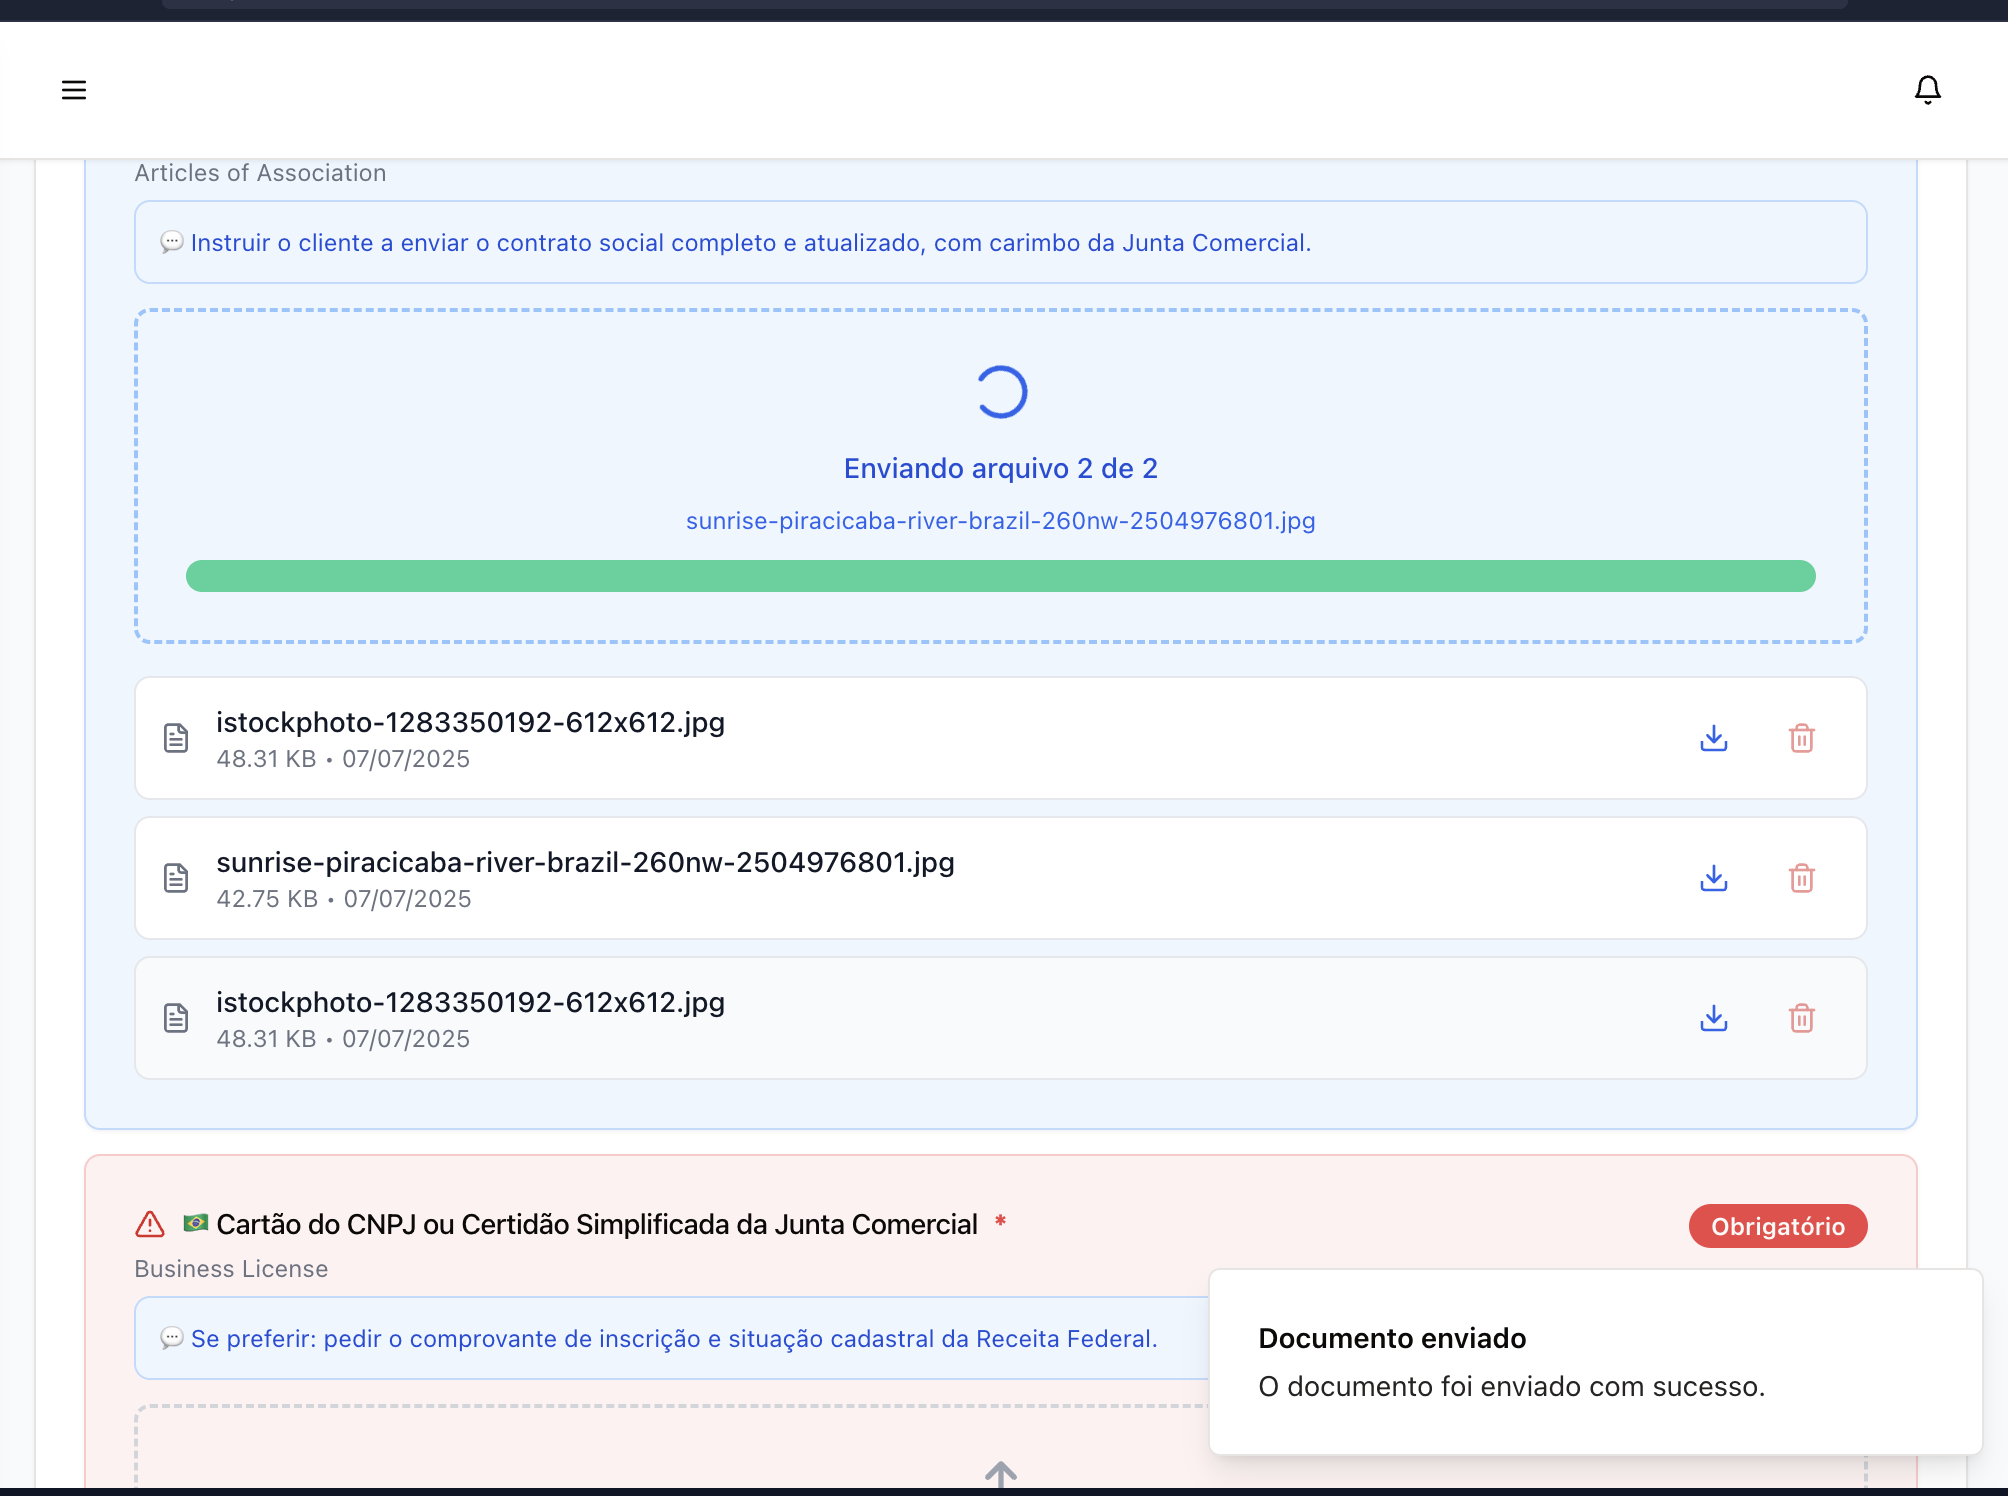 Articles of Association
💬 Instruir o cliente a enviar o contrato social completo e atualizado, com carimbo da Junta Comercial.
Enviando arquivo 2 de 2
sunrise-piracicaba-river-brazil-260nw-2504976801.jpg
istockphoto-1283350192-612x612.jpg
48.31 KB • 07/07/2025
sunrise-piracicaba-river-brazil-260nw-2504976801.jpg
42.75 KB • 07/07/2025
istockphoto-1283350192-612x612.jpg
48.31 KB • 07/07/2025
🇧🇷 Cartão do CNPJ ou Certidão Simplificada da Junta Comercial *
Obrigatório
Business License
💬 Se preferir: pedir o comprovante de inscrição e situação cadastral da Receita Federal.
Documento enviado
O documento foi enviado com sucesso.